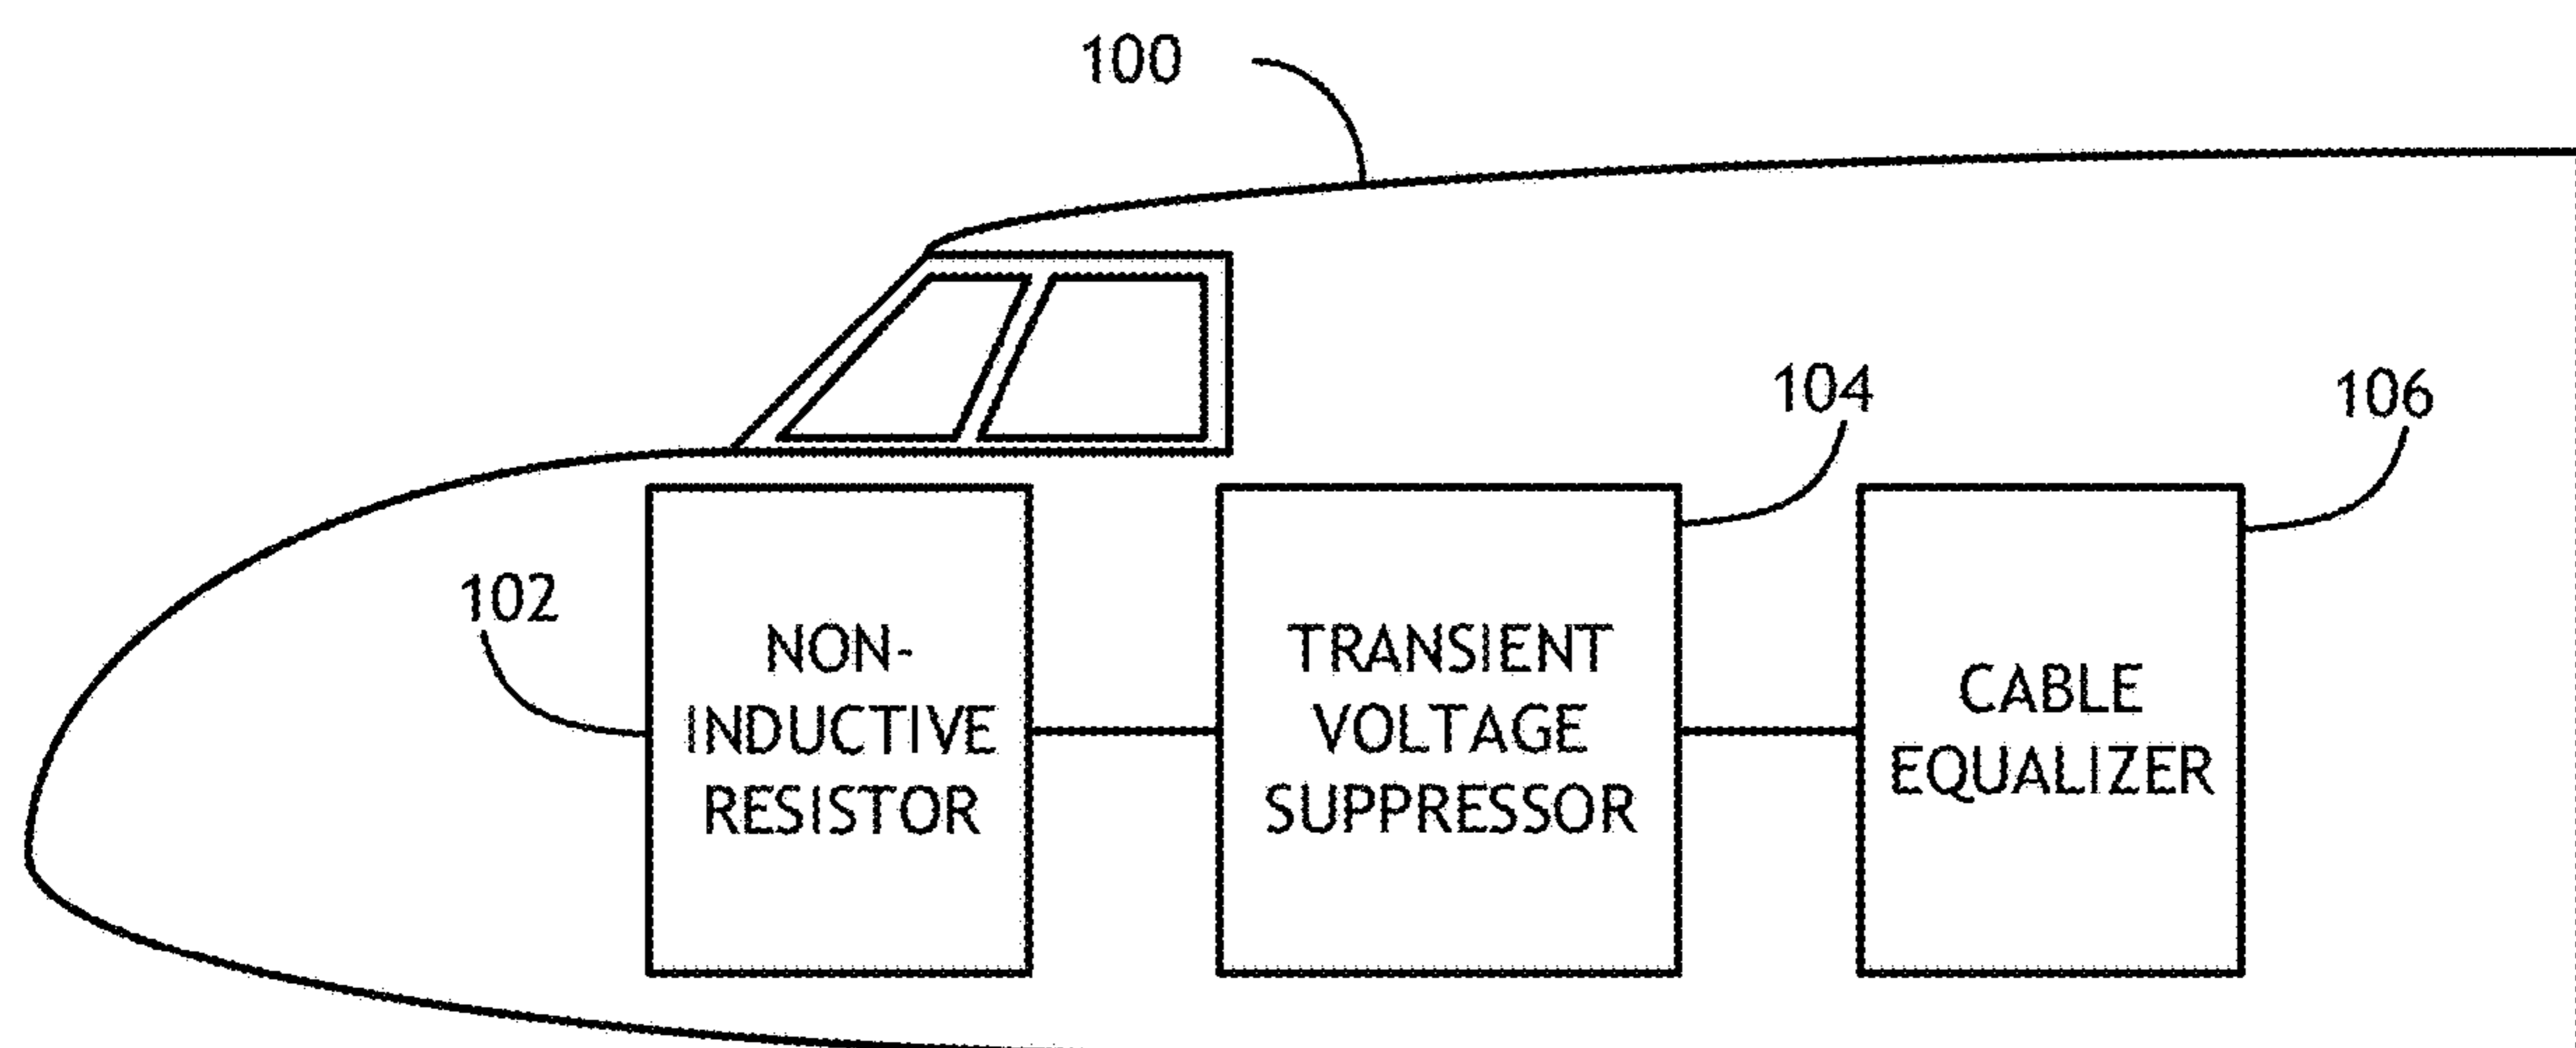 100
104
106
102
NON-
INDUCTIVE
RESISTOR
TRANSIENT
VOLTAGE
SUPPRESSOR
CABLE
EQUALIZER